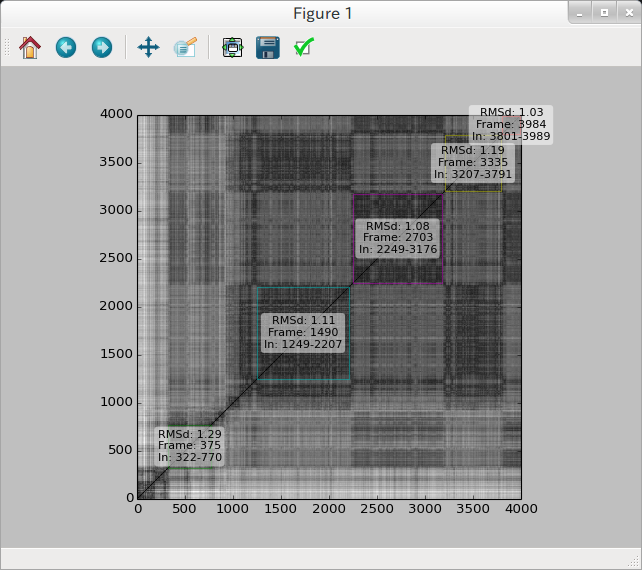 Figure 1
4000
3500
3000
2500
2000
1500
1000
500
0
RMSd: 1.03
Frame: 3984
In: 3801-3989
RMSd: 1.19
Frame: 3335
In: 3207-3791
RMSd: 1.08
Frame: 2703
In: 2249-3176
RMSd: 1.11
Frame: 1490
In: 1249-2207
RMSd: 1.29
Frame: 375
In: 322-770
0 500 1000 1500 2000 2500 3000 3500 4000